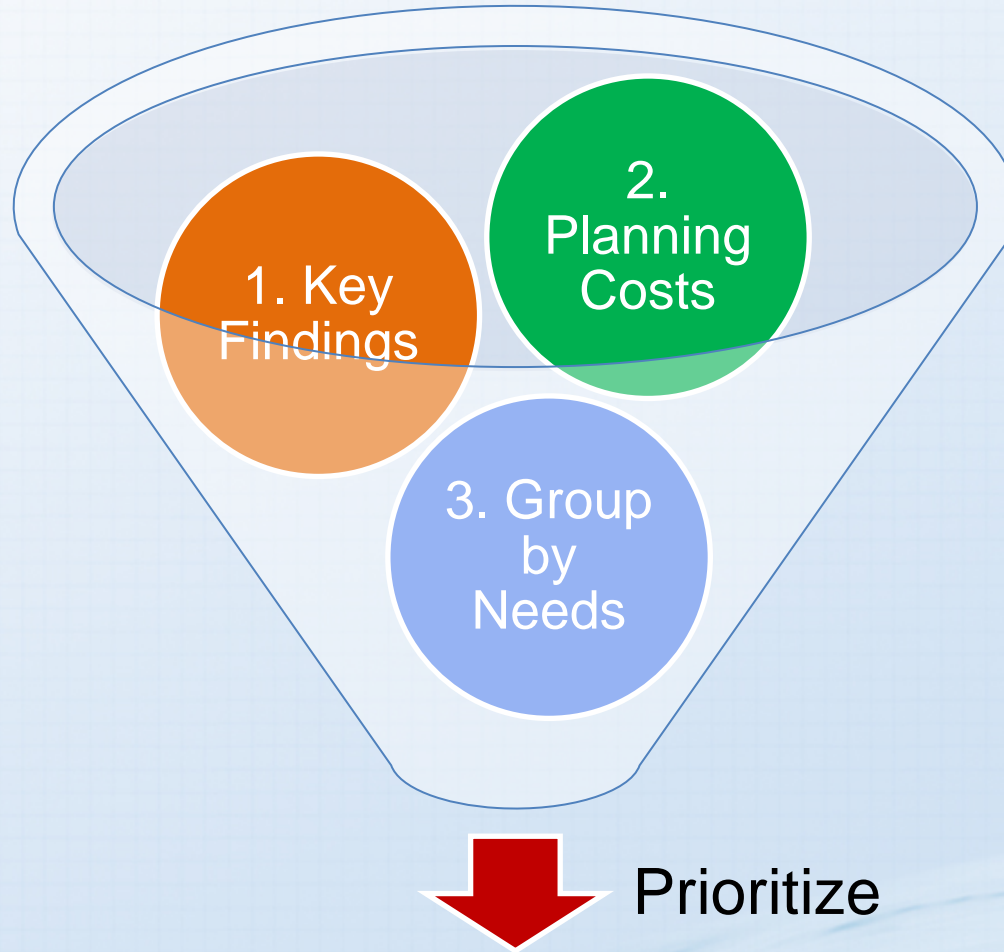 1. Key
Findings
2.
Planning
Costs
3. Group
by
Needs
Prioritize